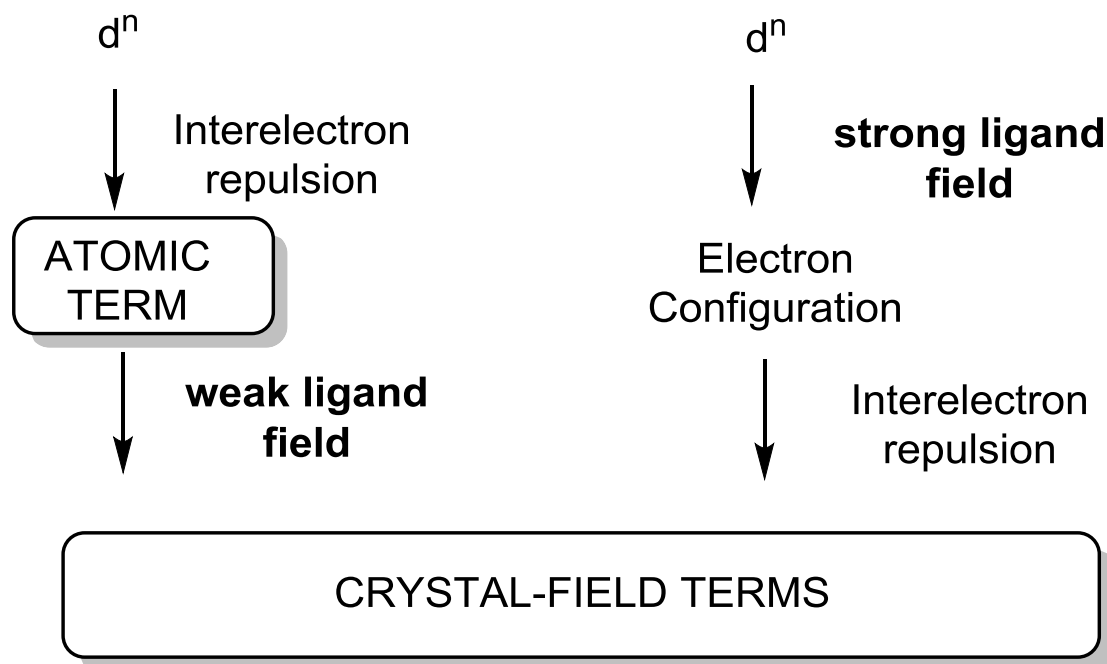 dⁿ
Interelectron
repulsion
ATOMIC
TERM
weak ligand
field
dⁿ
strong ligand
field
Electron
Configuration
Interelectron
repulsion
CRYSTAL-FIELD TERMS